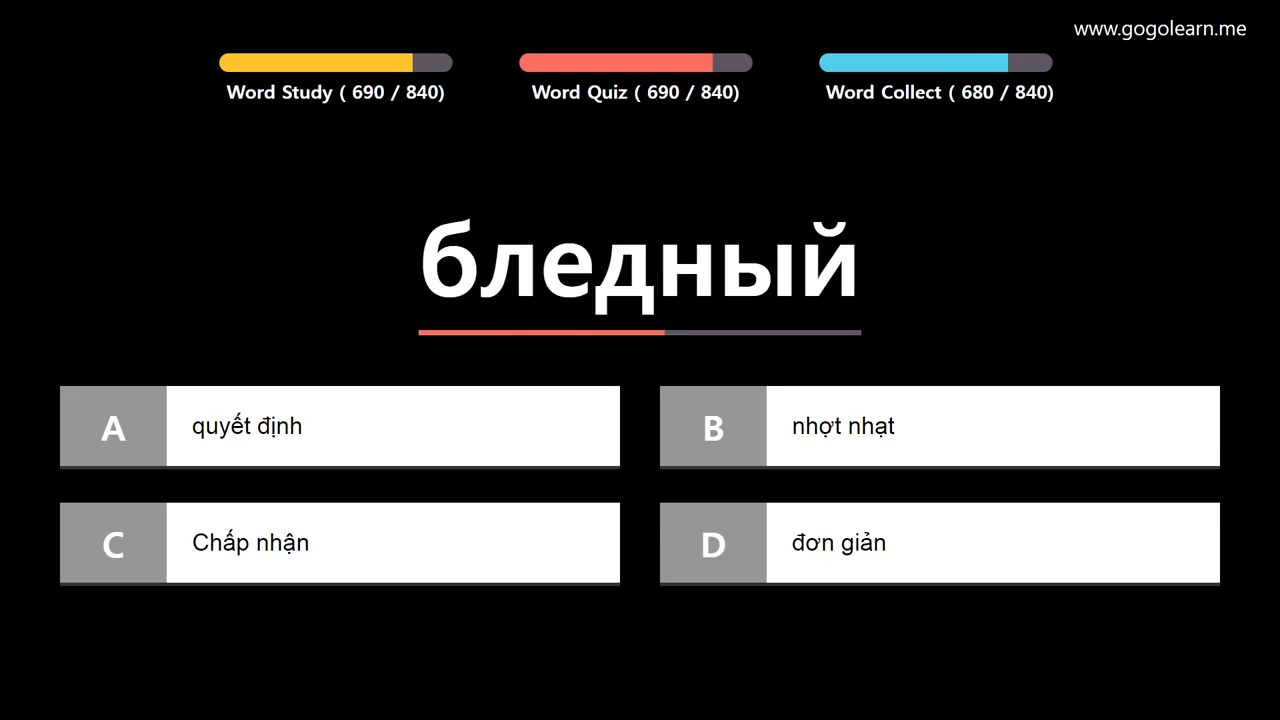 www.gogolearn.me
Word Study ( 690 / 840)
Word Quiz ( 690 / 840)
Word Collect ( 680 / 840)
бледный
A quyết định
B nhợt nhạt
C Chấp nhận
D đơn giản